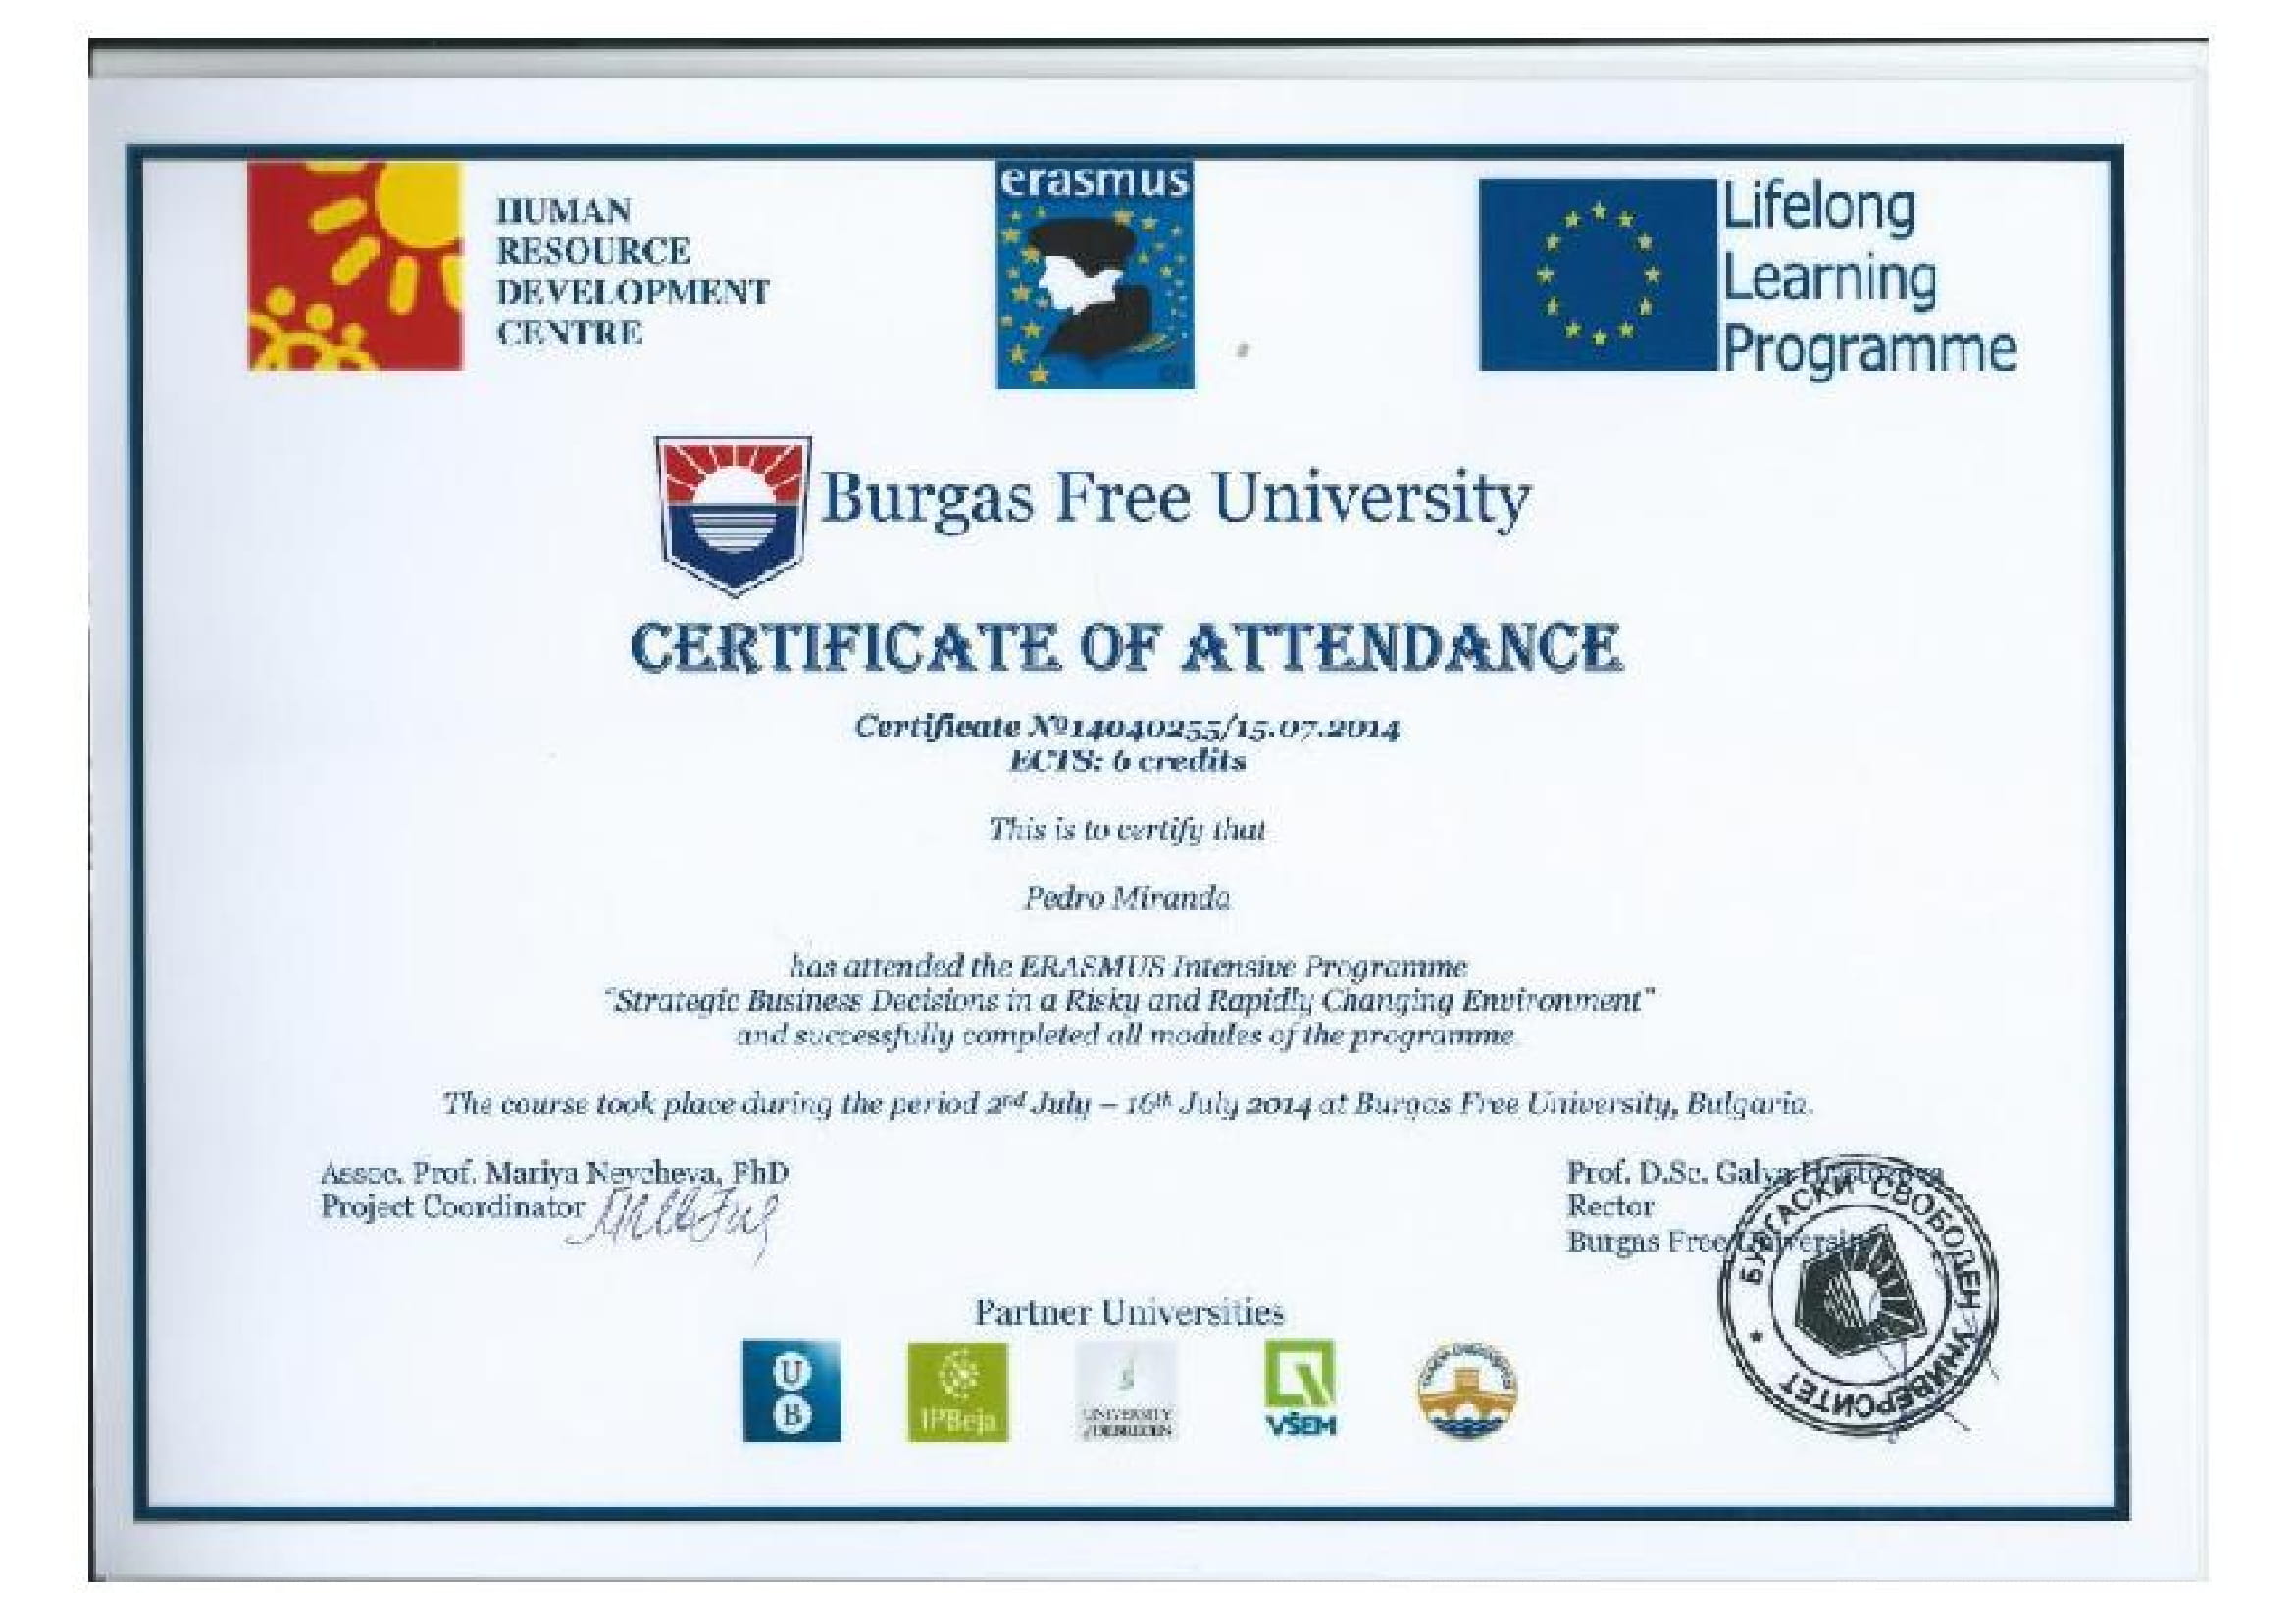 HUMAN
RESOURCE
DEVELOPMENT
CENTRE
erasmus
Lifelong
Learning
Programme
Burgas Free University
CERTIFICATE OF ATTENDANCE
Certificate №14040255/15.07.2014
ECTS: 6 credits
This is to certify that
Pedro Miranda
has attended the ERASMUS Intensive Programme
"Strategic Business Decisions in a Risky and Rapidly Changing Environment"
and successfully completed all modules of the programme
The course took place during the period 2nd July – 16th July 2014 at Burgas Free University, Bulgaria.
Assoc. Prof. Mariya Neycheva, PhD
Project Coordinator
Prof. D.Sc. Galya Hristozova
Rector
Burgas Free University
БУРГАСКИ СВОБОДЕН УНИВЕРСИТЕТ
Partner Universities
U
B
IPBeja
UNIVERSITY
of DEBRECEN
VŠEM